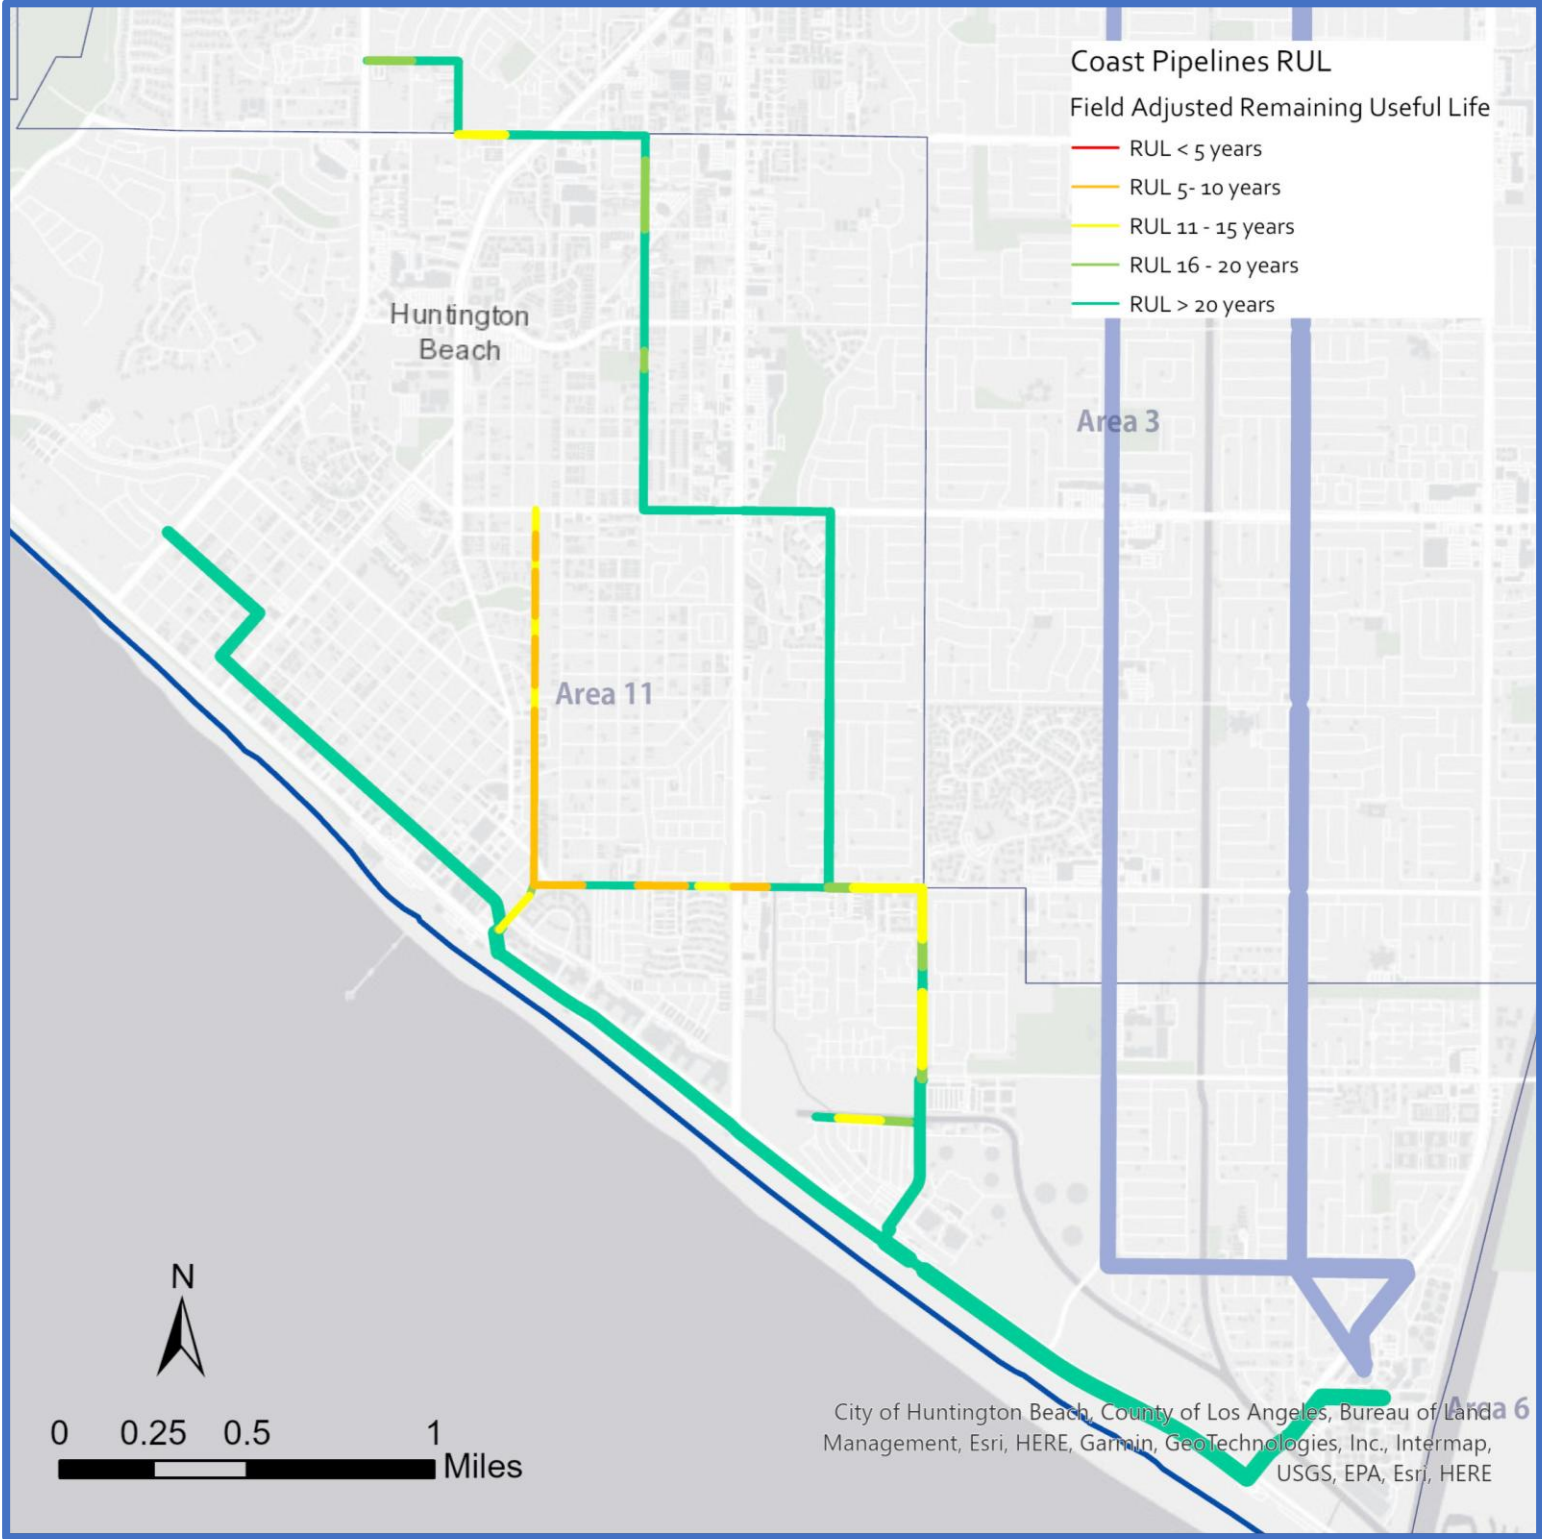 Coast Pipelines RUL
Field Adjusted Remaining Useful Life
RUL < 5 years
RUL 5- 10 years
RUL 11 - 15 years
RUL 16 - 20 years
RUL > 20 years
Huntington
Beach
Area 3
Area 11
N
0 0.25 0.5 1
Miles
Area 6
City of Huntington Beach, County of Los Angeles, Bureau of Land
Management, Esri, HERE, Garmin, GeoTechnologies, Inc., Intermap,
USGS, EPA, Esri, HERE